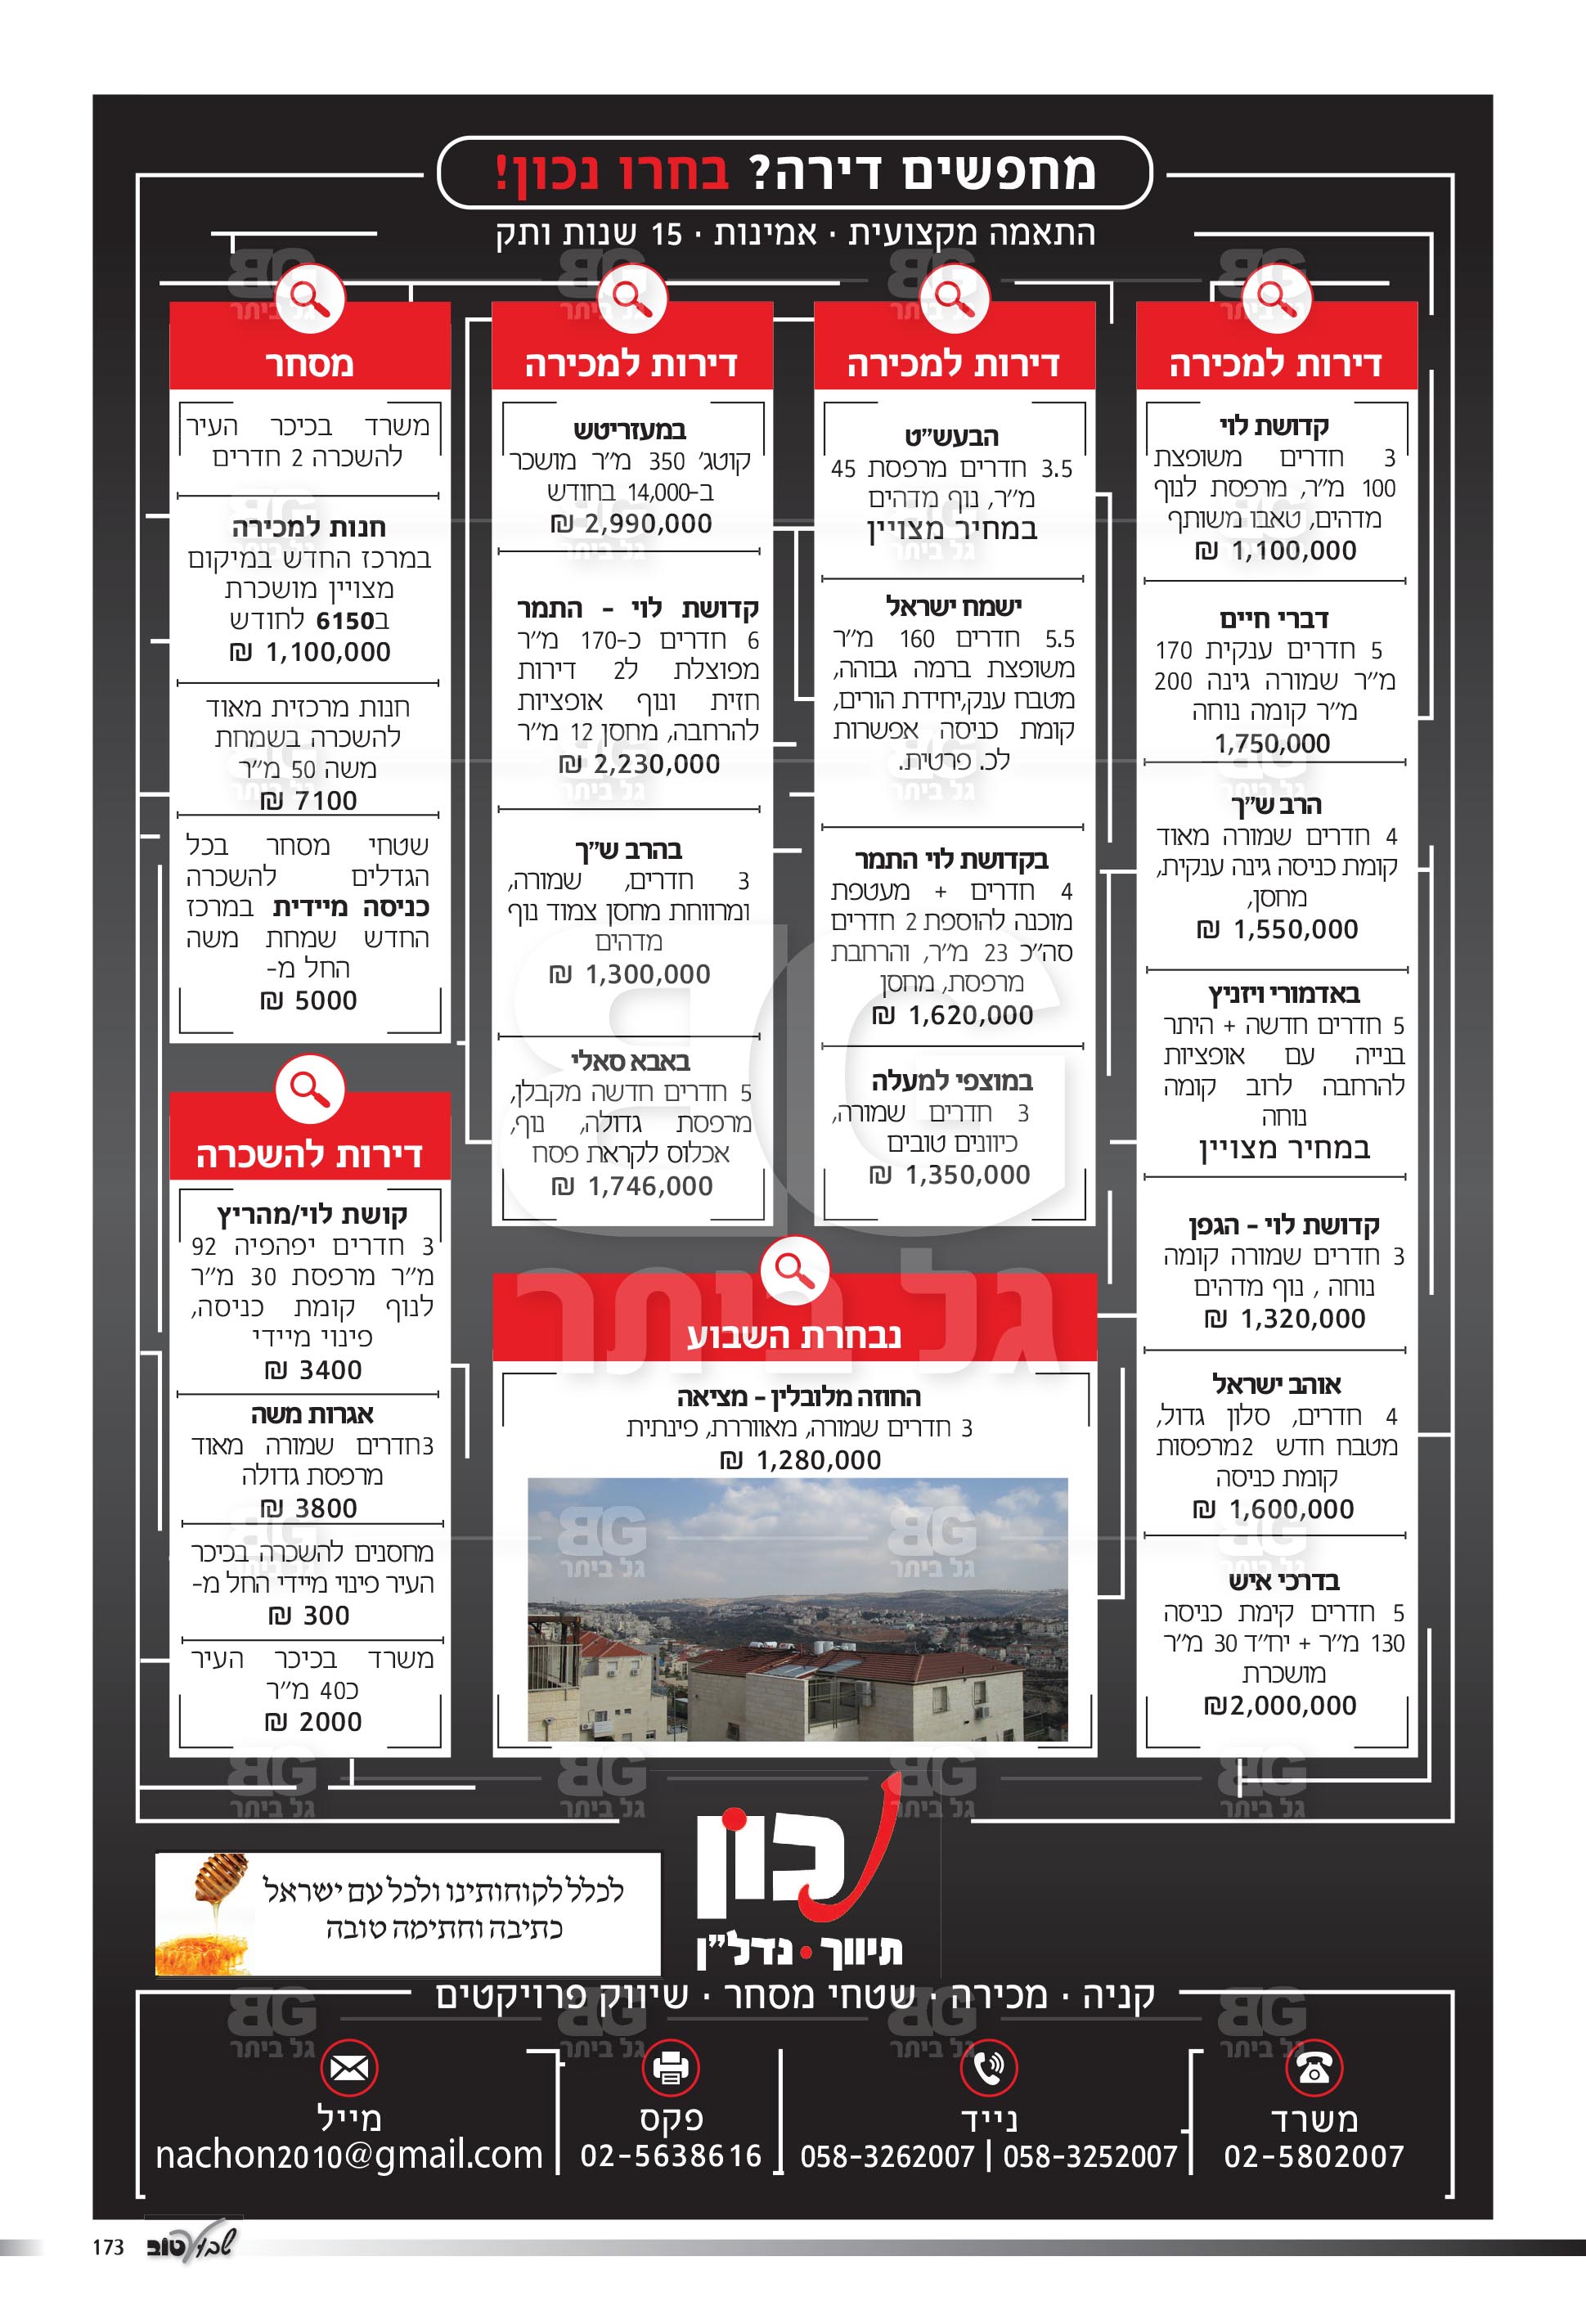 מחפשים דירה? בחרו נכון!
התאמה מקצועית · אמינות · 15 שנות ותק
דירות למכירה
קדושת לוי
3 חדרים משופצת
100 מ״ר, מרפסת לנוף
מדהים, טאבו משותף
1,100,000 ₪
דברי חיים
5 חדרים ענקית 170
מ״ר שמורה גינה 200
מ״ר קומה נוחה
1,750,000
הרב ש״ך
4 חדרים שמורה מאוד
קומת כניסה גינה ענקית,
מחסן,
1,550,000 ₪
באדמורי ויזניץ
5 חדרים חדשה + היתר
בנייה עם אופציות
להרחבה לרוב קומה
נוחה
במחיר מצויין
קדושת לוי - הגפן
3 חדרים שמורה קומה
נוחה , נוף מדהים
1,320,000 ₪
אוהב ישראל
4 חדרים, סלון גדול,
מטבח חדש 2מרפסות
קומת כניסה
1,600,000 ₪
בדרכי איש
5 חדרים קימת כניסה
130 מ״ר + יח״ד 30 מ״ר
מושכרת
2,000,000₪
דירות למכירה
הבעש״ט
3.5 חדרים מרפסת 45
מ״ר, נוף מדהים
במחיר מצויין
ישמח ישראל
5.5 חדרים 160 מ״ר
משופצת ברמה גבוהה,
מטבח ענק,יחידת הורים,
קומת כניסה אפשרות
לכ. פרטית.
בקדושת לוי התמר
4 חדרים + מעטפת
מוכנה להוספת 2 חדרים
סה״כ 23 מ״ר, והרחבת
מרפסת, מחסן
1,620,000 ₪
במוצפי למעלה
3 חדרים שמורה,
כיוונים טובים
1,350,000 ₪
דירות למכירה
במעזריטש
קוטג׳ 350 מ״ר מושכר
ב-14,000 בחודש
2,990,000 ₪
קדושת לוי - התמר
6 חדרים כ-170 מ״ר
מפוצלת ל2 דירות
חזית ונוף אופציות
להרחבה, מחסן 12 מ״ר
2,230,000 ₪
בהרב ש״ך
3 חדרים, שמורה,
ומרווחת מחסן צמוד נוף
מדהים
1,300,000 ₪
באבא סאלי
5 חדרים חדשה מקבלן,
מרפסת גדולה, נוף,
אכלוס לקראת פסח
1,746,000 ₪
מסחר
משרד בכיכר העיר
להשכרה 2 חדרים
חנות למכירה
במרכז החדש במיקום
מצויין מושכרת
ב6150 לחודש
1,100,000 ₪
חנות מרכזית מאוד
להשכרה בשמחת
משה 50 מ״ר
7100 ₪
שטחי מסחר בכל
הגדלים להשכרה
כניסה מיידית במרכז
החדש שמחת משה
החל מ-
5000 ₪
דירות להשכרה
קושת לוי/מהריץ
3 חדרים יפהפיה 92
מ״ר מרפסת 30 מ״ר
לנוף קומת כניסה,
פינוי מיידי
3400 ₪
אגרות משה
3חדרים שמורה מאוד
מרפסת גדולה
3800 ₪
מחסנים להשכרה בכיכר
העיר פינוי מיידי החל מ-
300 ₪
משרד בכיכר העיר
כ40 מ״ר
2000 ₪
נבחרת השבוע
החוזה מלובלין - מציאה
3 חדרים שמורה, מאווררת, פינתית
1,280,000 ₪
BG
גל ביתר
נכון
תיווך • נדל״ן
לכלל לקוחותינו ולכל עם ישראל
כתיבה וחתימה טובה
קניה · מכירה · שטחי מסחר · שיווק פרויקטים
משרד
02-5802007
נייד
058-3262007 | 058-3252007
פקס
02-5638616
מייל
nachon2010@gmail.com
שבוע טוב
173